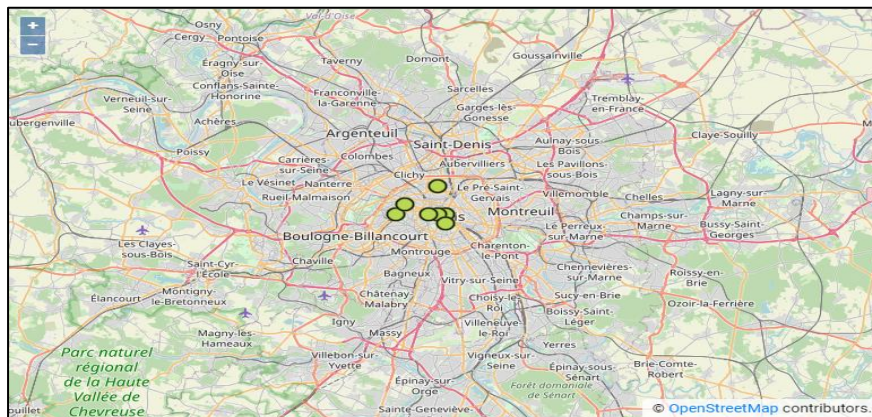 Osny
Val-d'Oise
Cergy
Pontoise
Domont
Goussainville
Taverny
Éragny-sur-
Oise
Conflans-Sainte-
Honorine
Franconville-
la-Garenne
Sarcelles
Garges-lès-
Gonesse
Tremblay-
en-France
Verneuil-sur-
Seine
Achères
Argenteuil
Saint-Denis
Aulnay-sous-
Bois
Claye-Souilly
Poissy
Carrières-
sur-Seine
Colombes
Aubervilliers
Les Pavillons-
sous-Bois
Clichy
Le Vésinet
Nanterre
Le Pré-Saint-
Gervais
Villemomble
Rueil-Malmaison
Chelles
Lagny-sur-
Marne
Montreuil
Champs-sur-
Marne
Bussy-Saint-
Georges
Le Perreux-
sur-Marne
Les Clayes-
sous-Bois
Boulogne-Billancourt
Montrouge
Charenton-
le-Pont
Saint-Cyr-
l'École
Chaville
Bagneux
Chennevières-
sur-Marne
Roissy-en-
Brie
Vitry-sur-Seine
Élancourt
Montigny-
le-Bretonneux
Châtenay-
Malabry
Choisy-
le-Roi
Sucy-en-Brie
Ozoir-la-Ferrière
Boissy-Saint-
Léger
Magny-les-
Hameaux
Igny
Massy
Villeneuve-
le-Roi
Yerres
Parc naturel
régional
de la Haute
Vallée de
Chevreuse
Villebon-sur-
Yvette
Vigneux-sur-
Seine
Brie-Comte-
Robert
Épinay-sur-
Orge
Épinay-sous-
Sénart
Forêt domaniale
de Sénart
Sainte-Geneviève-
© OpenStreetMap contributors.